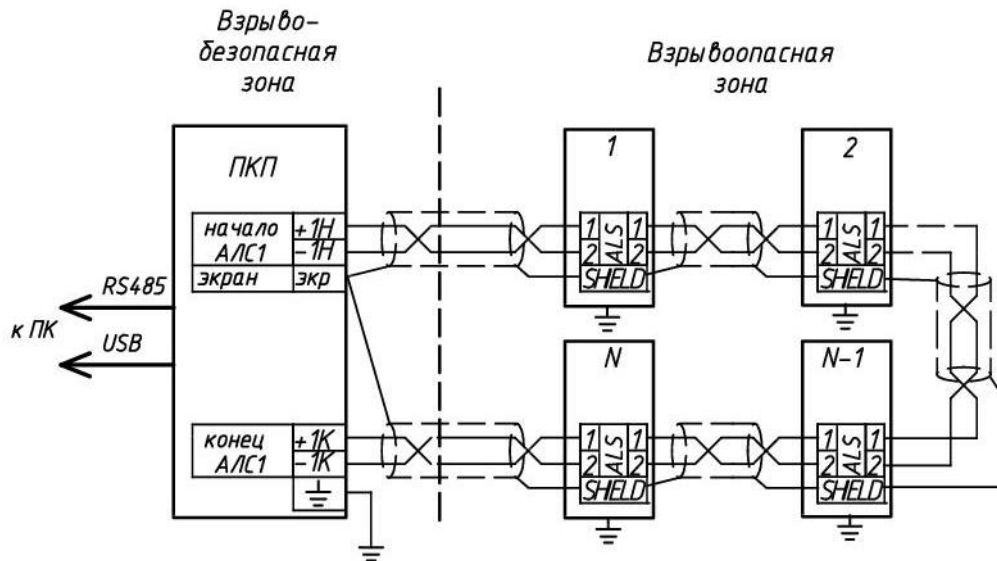 Взрыво-
безопасная
зона
Взрывоопасная
зона
ПКП
начало
АЛС1
+1Н
-1Н
экран
экр
1
1
2
ALS
1
2
SHELD
2
1
2
ALS
1
2
SHELD
RS485
к ПК
USB
конец
АЛС1
+1К
-1К
N
1
2
ALS
1
2
SHELD
N-1
1
2
ALS
1
2
SHELD